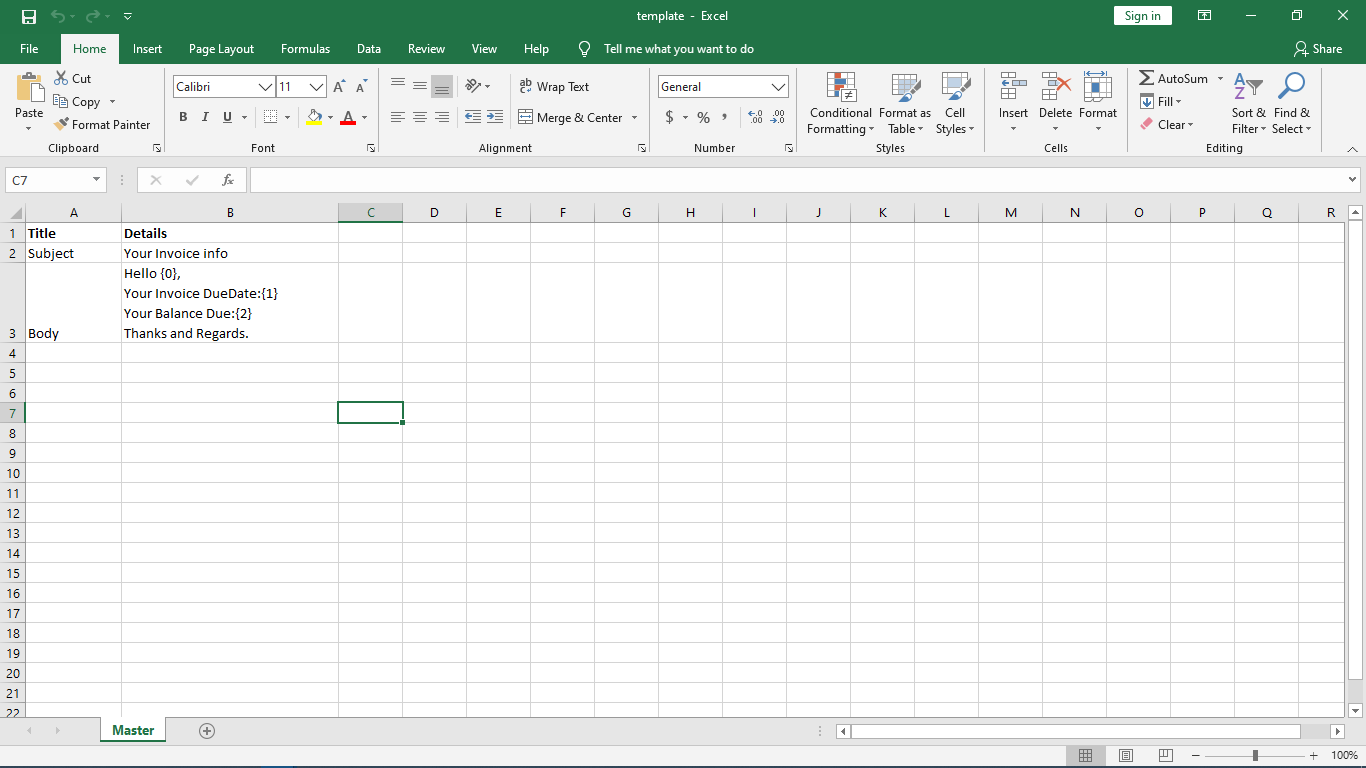 template - Excel
Sign in
File Home Insert Page Layout Formulas Data Review View Help Tell me what you want to do Share
Paste
Cut
Copy
Format Painter
Clipboard
Calibri 11
B I U
Font
Wrap Text
Merge & Center
Alignment
General
$ % ,
Number
Conditional Formatting
Format as Table
Cell Styles
Styles
Insert Delete Format
Cells
AutoSum
Fill
Clear
Sort & Filter
Find & Select
Editing
C7 fx
A B C D E F G H I J K L M N O P Q R
1 Title Details
2 Subject Your Invoice info
Hello {0},
Your Invoice DueDate:{1}
Your Balance Due:{2}
3 Body Thanks and Regards.
4
5
6
7
8
9
10
11
12
13
14
15
16
17
18
19
20
21
22
Master
100%